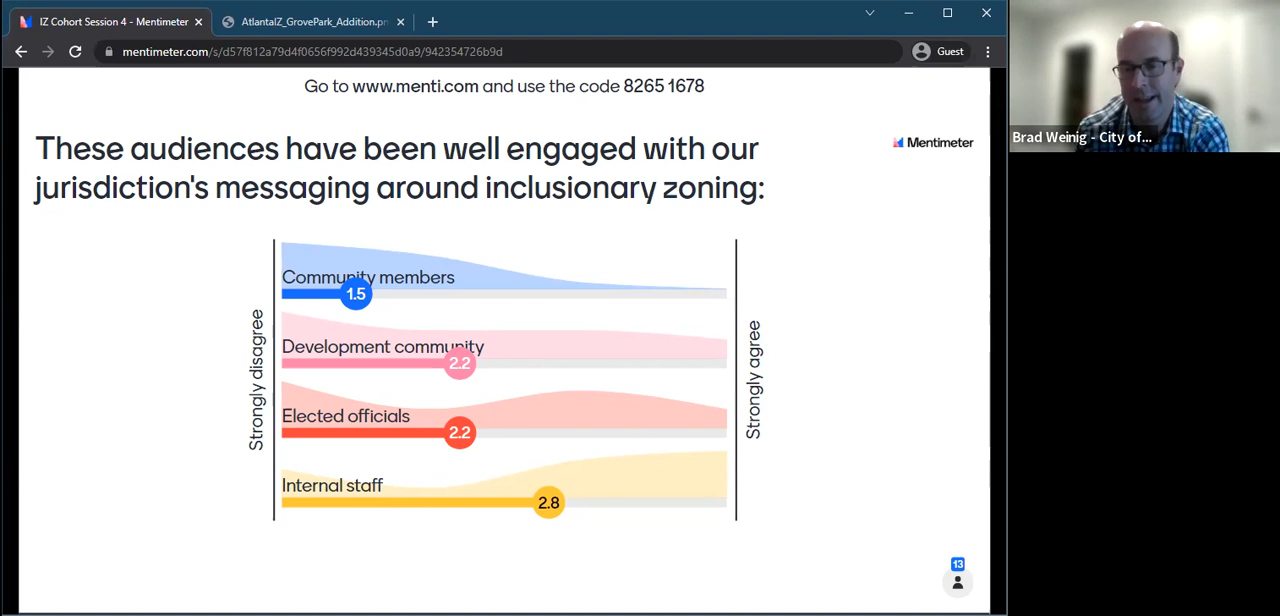 IZ Cohort Session 4 - Mentimeter
AtlantaIZ_GrovePark_Addition.pn
mentimeter.com/s/d57f812a79d4f0656f992d439345d0a9/942354726b9d
Guest
Go to www.menti.com and use the code 8265 1678
These audiences have been well engaged with our
jurisdiction's messaging around inclusionary zoning:
Mentimeter
Strongly disagree
Community members
1.5
Development community
2.2
Elected officials
2.2
Internal staff
2.8
Strongly agree
13
Brad Weinig - City of...